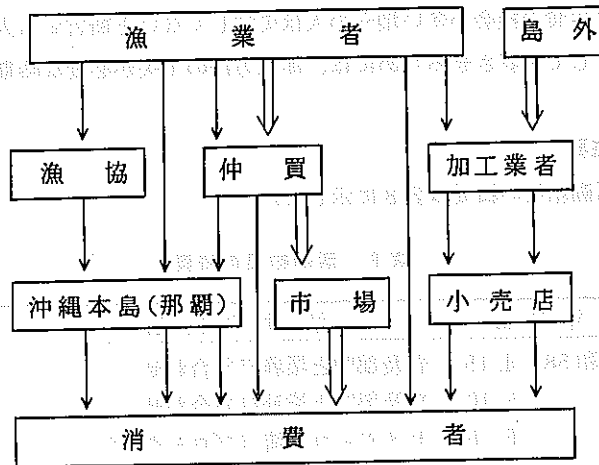 漁業者 島外
漁協 仲買 加工業者
沖縄本島(那覇) 市場 小売店
消費者